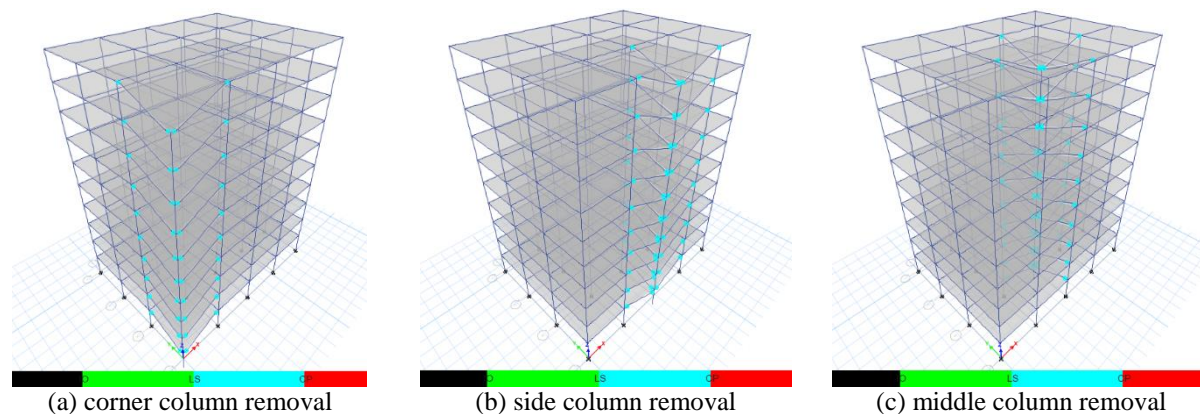 IO LS CP
IO LS CP
IO LS CP
(a) corner column removal
(b) side column removal
(c) middle column removal